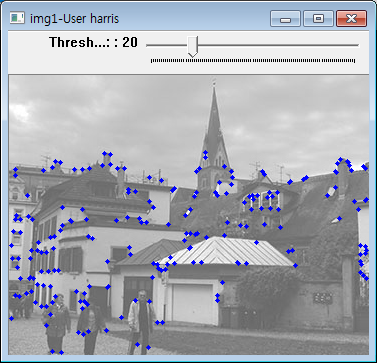 img1-User harris
Thresh...: : 20